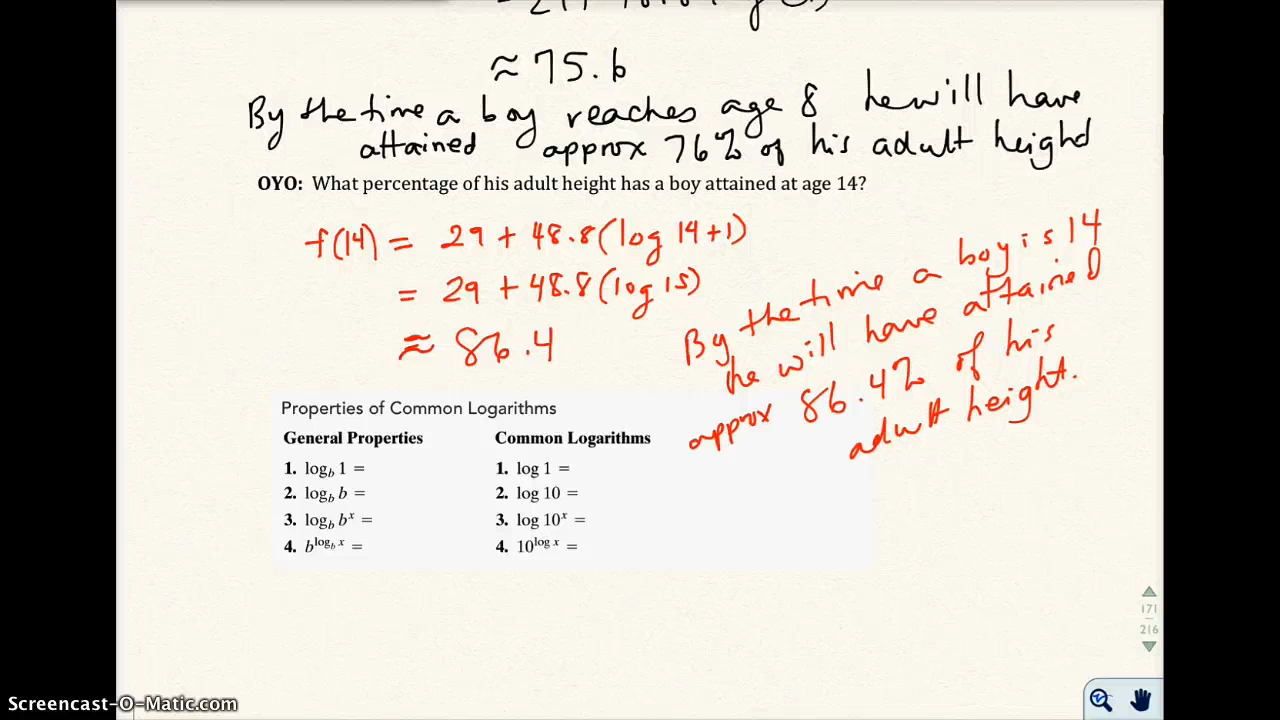 ≈ 75.6
By the time a boy reaches age 8 he will have
attained approx 76% of his adult height
OYO: What percentage of his adult height has a boy attained at age 14?
f(14) = 29 + 48.8(log 14+1)
= 29 + 48.8(log 15)
≈ 86.4
By the time a boy is 14
he will have attained
approx 86.4% of his
adult height.
Properties of Common Logarithms
General Properties Common Logarithms
1. log_b 1 = 1. log 1 =
2. log_b b = 2. log 10 =
3. log_b b^x = 3. log 10^x =
4. b^(log_b x) = 4. 10^(log x) =
171
216
Screencast-O-Matic.com